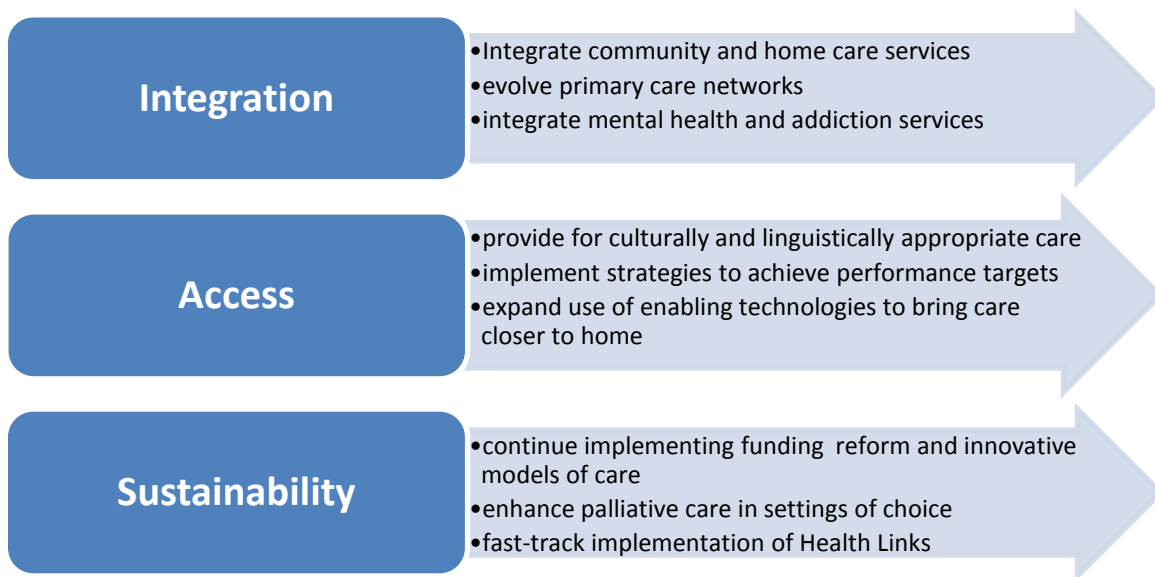 Integration
•Integrate community and home care services
•evolve primary care networks
•integrate mental health and addiction services
Access
•provide for culturally and linguistically appropriate care
•implement strategies to achieve performance targets
•expand use of enabling technologies to bring care
closer to home
Sustainability
•continue implementing funding  reform and innovative
models of care
•enhance palliative care in settings of choice
•fast-track implementation of Health Links